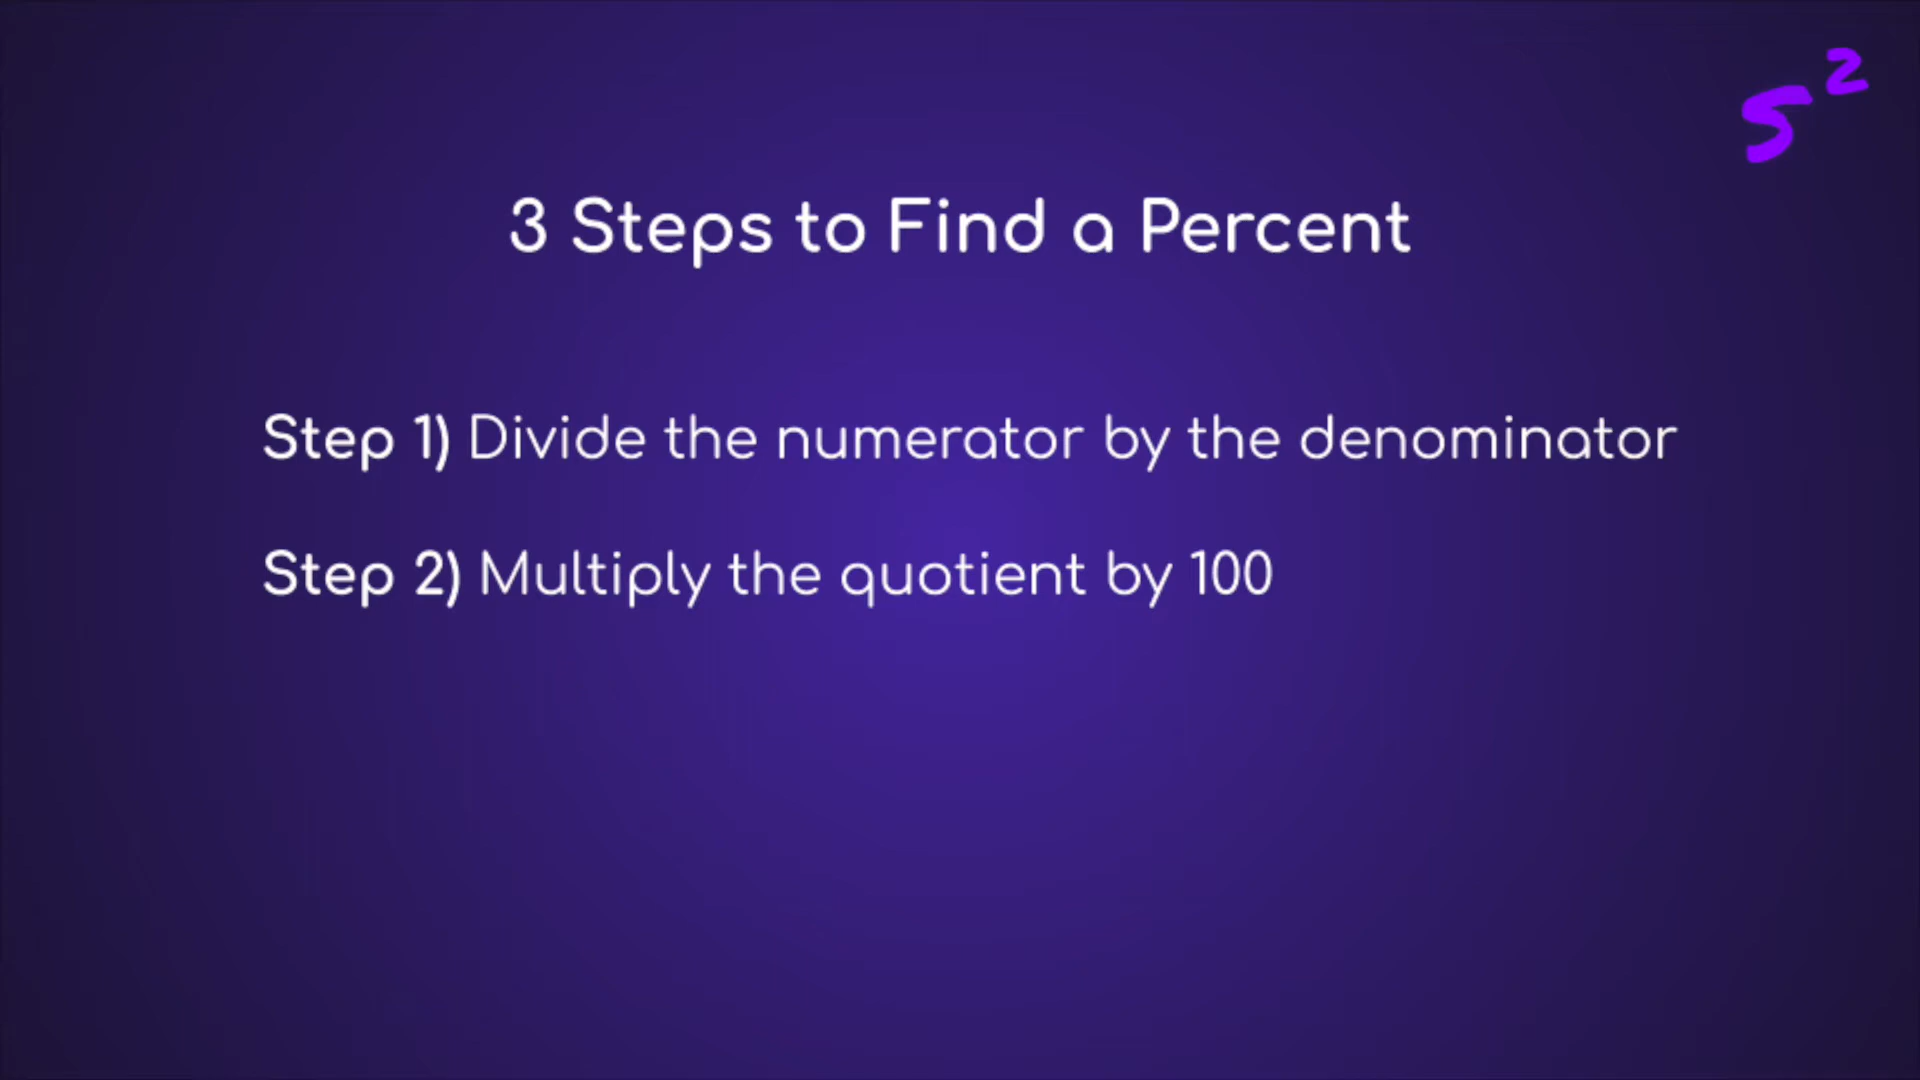 S²
3 Steps to Find a Percent
Step 1) Divide the numerator by the denominator
Step 2) Multiply the quotient by 100